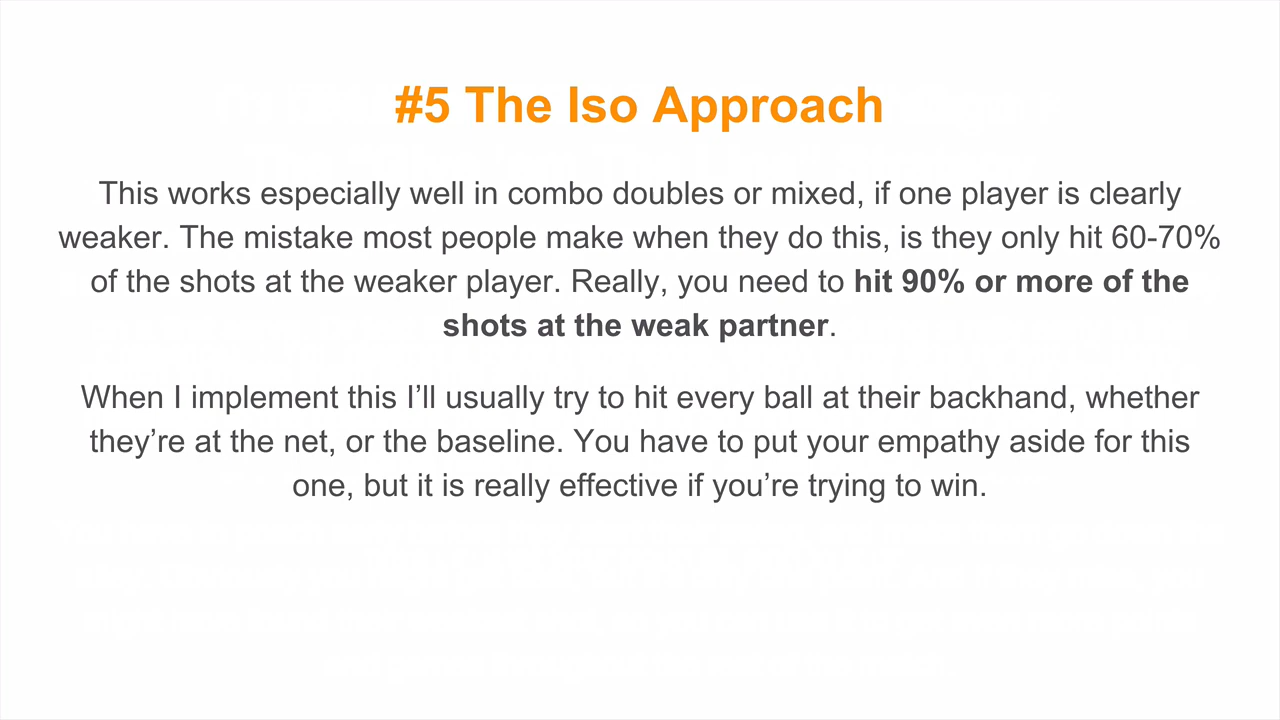 #5 The Iso Approach
This works especially well in combo doubles or mixed, if one player is clearly
weaker. The mistake most people make when they do this, is they only hit 60-70%
of the shots at the weaker player. Really, you need to hit 90% or more of the
shots at the weak partner.
When I implement this I’ll usually try to hit every ball at their backhand, whether
they’re at the net, or the baseline. You have to put your empathy aside for this
one, but it is really effective if you’re trying to win.